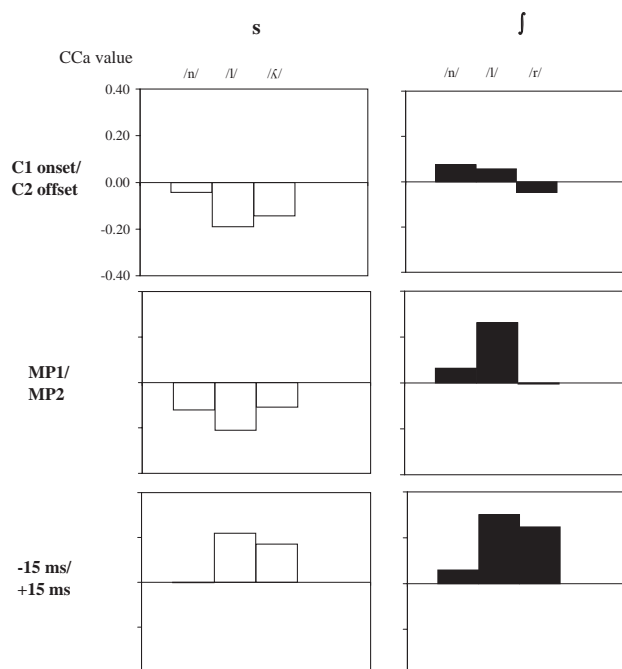 s ʃ
CCa value
/n/ /l/ /ʎ/ /n/ /l/ /r/
0.40
0.20
C1 onset/
C2 offset
0.00
-0.20
-0.40
MP1/
MP2
-15 ms/
+15 ms